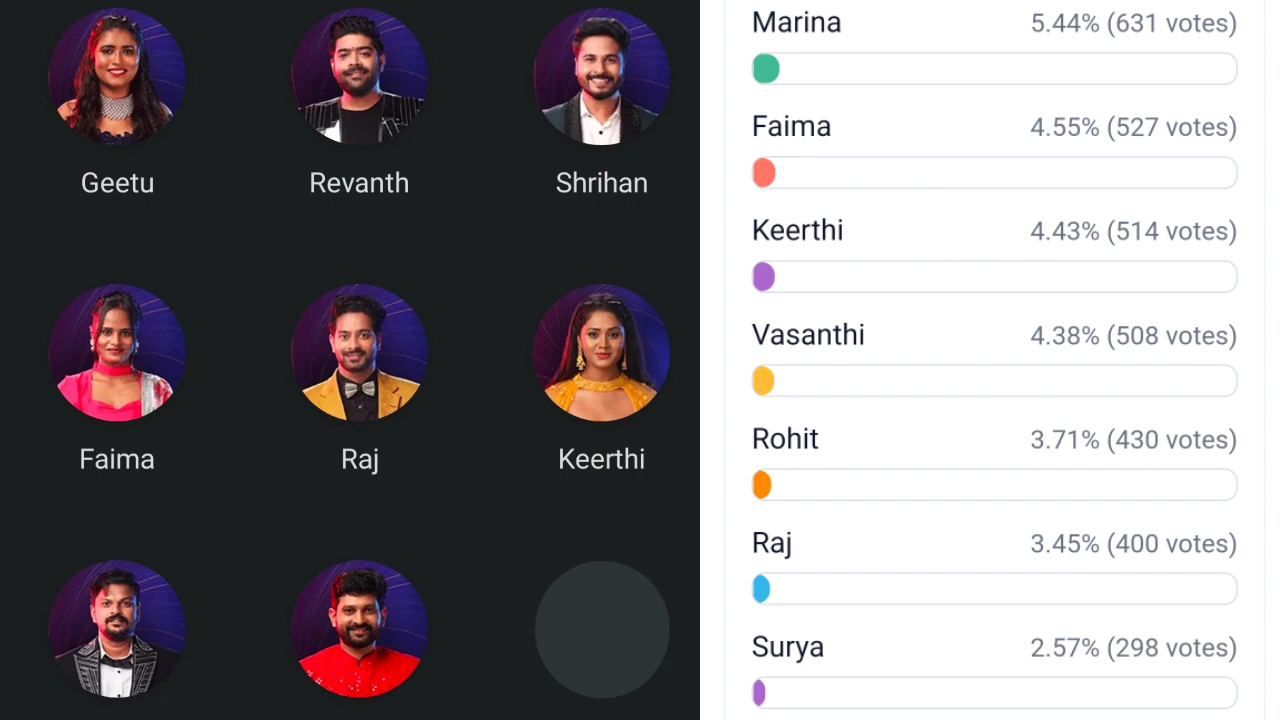 Geetu
Revanth
Shrihan
Faima
Raj
Keerthi
Marina
5.44% (631 votes)
Faima
4.55% (527 votes)
Keerthi
4.43% (514 votes)
Vasanthi
4.38% (508 votes)
Rohit
3.71% (430 votes)
Raj
3.45% (400 votes)
Surya
2.57% (298 votes)